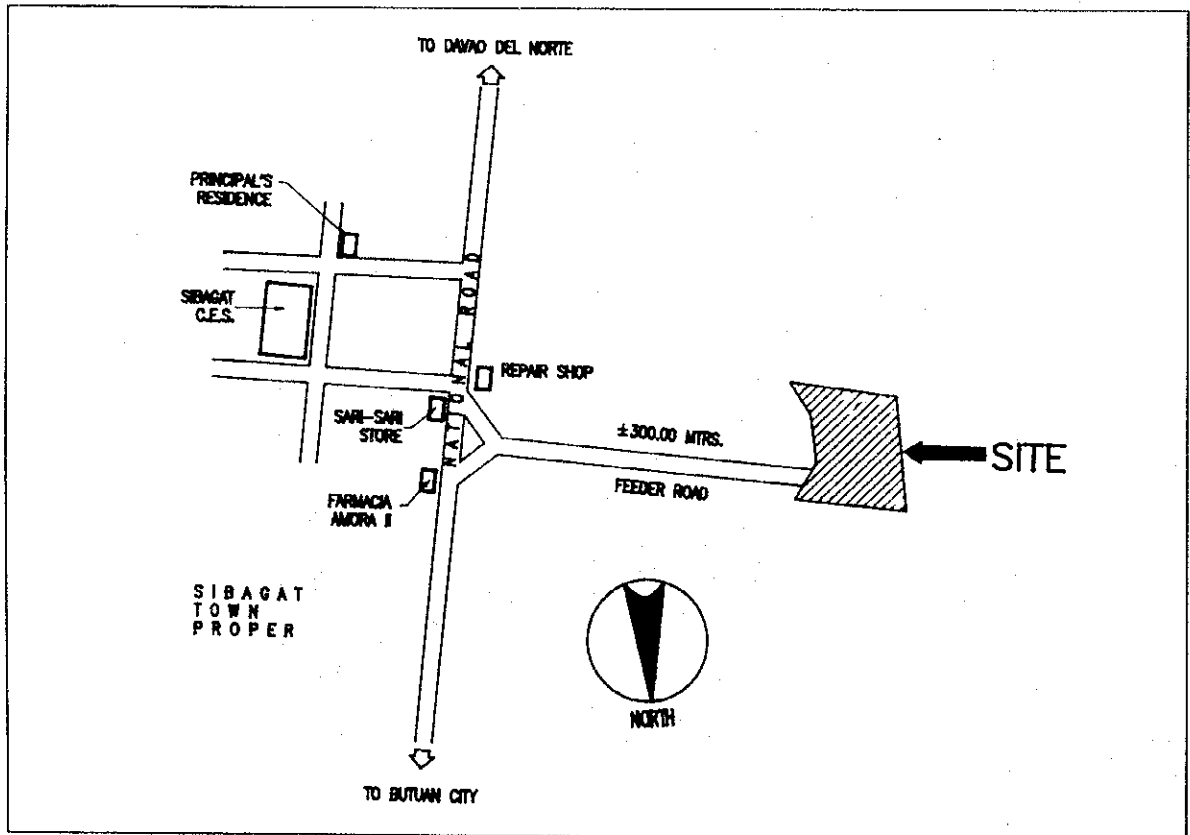 TO DAVAO DEL NORTE
PRINCIPAL'S
RESIDENCE
SIBAGAT
C.E.S.
NATIONAL ROAD
REPAIR SHOP
SARI-SARI
STORE
±300.00 MTRS.
SITE
FEEDER ROAD
FARMACIA
AMORA II
SIBAGAT
TOWN
PROPER
NORTH
TO BUTUAN CITY